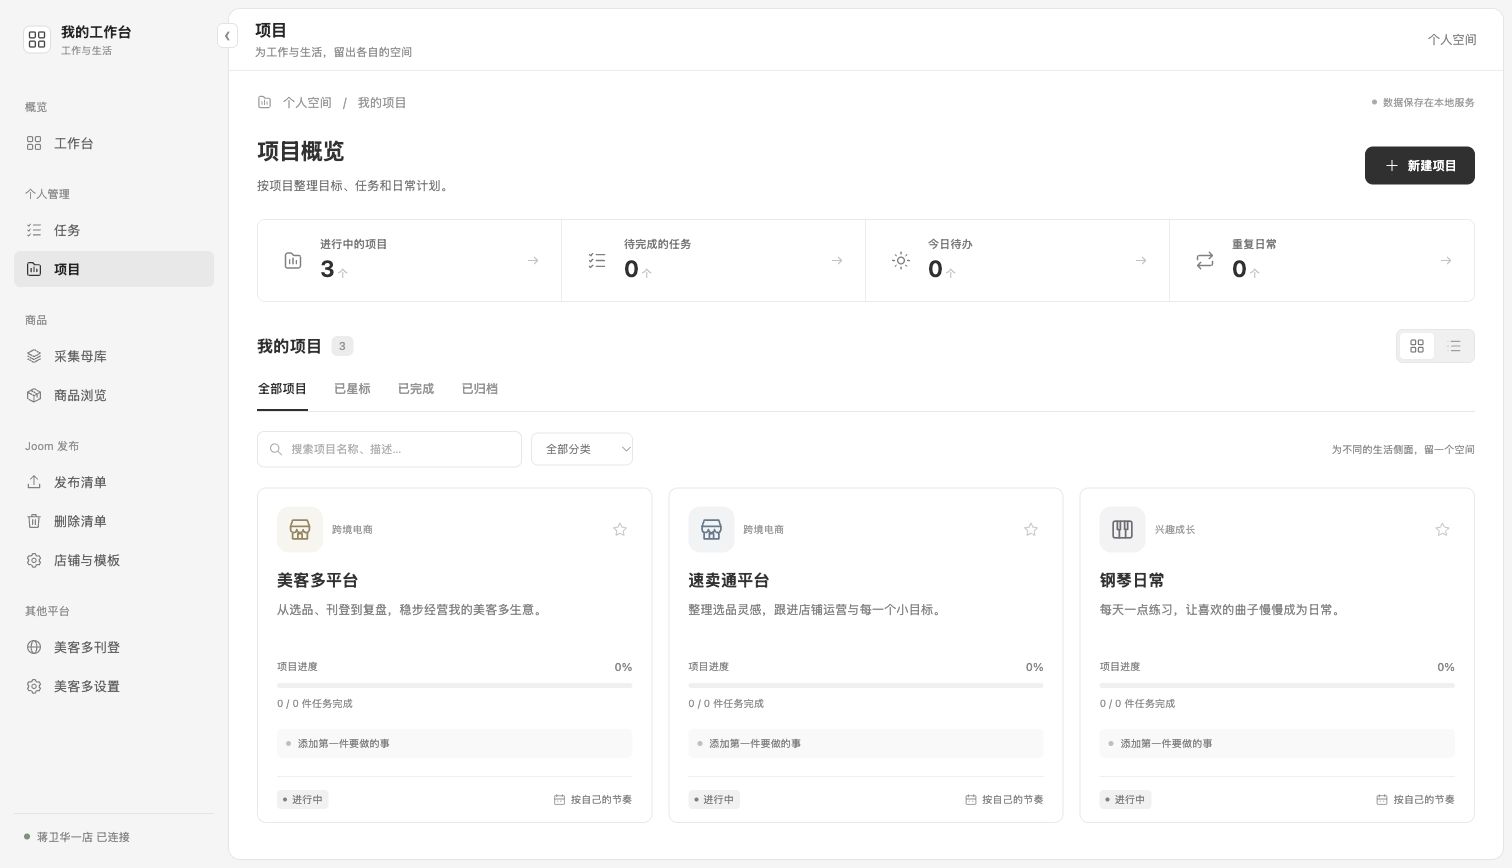 我的工作台
工作与生活
概览
工作台
个人管理
任务
项目
商品
采集母库
商品浏览
Joom 发布
发布清单
删除清单
店铺与模板
其他平台
美客多刊登
美客多设置
蒋卫华一店 已连接
项目
为工作与生活，留出各自的空间
个人空间
个人空间 / 我的项目
数据保存在本地服务
项目概览
按项目整理目标、任务和日常计划。
新建项目
进行中的项目
3 个
待完成的任务
0 个
今日待办
0 个
重复日常
0 个
我的项目 3
全部项目 已星标 已完成 已归档
搜索项目名称、描述...
全部分类
为不同的生活侧面，留一个空间
跨境电商
美客多平台
从选品、刊登到复盘，稳步经营我的美客多生意。
项目进度 0%
0 / 0 件任务完成
添加第一件要做的事
进行中 按自己的节奏
跨境电商
速卖通平台
整理选品灵感，跟进店铺运营与每一个小目标。
项目进度 0%
0 / 0 件任务完成
添加第一件要做的事
进行中 按自己的节奏
兴趣成长
钢琴日常
每天一点练习，让喜欢的曲子慢慢成为日常。
项目进度 0%
0 / 0 件任务完成
添加第一件要做的事
进行中 按自己的节奏